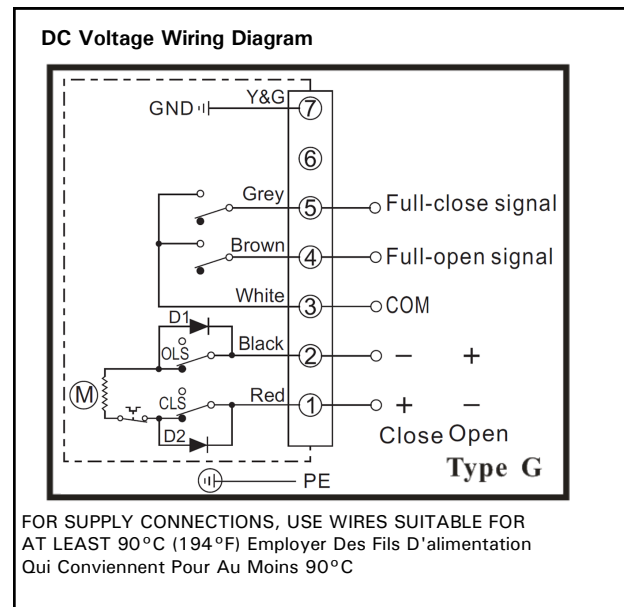 DC Voltage Wiring Diagram
GND Y&G 7
6
Grey 5 Full-close signal
Brown 4 Full-open signal
White 3 COM
D1
OLS Black 2 − +
M CLS Red 1 + −
D2 Close Open
Type G
PE
FOR SUPPLY CONNECTIONS, USE WIRES SUITABLE FOR
AT LEAST 90°C (194°F) Employer Des Fils D'alimentation
Qui Conviennent Pour Au Moins 90°C